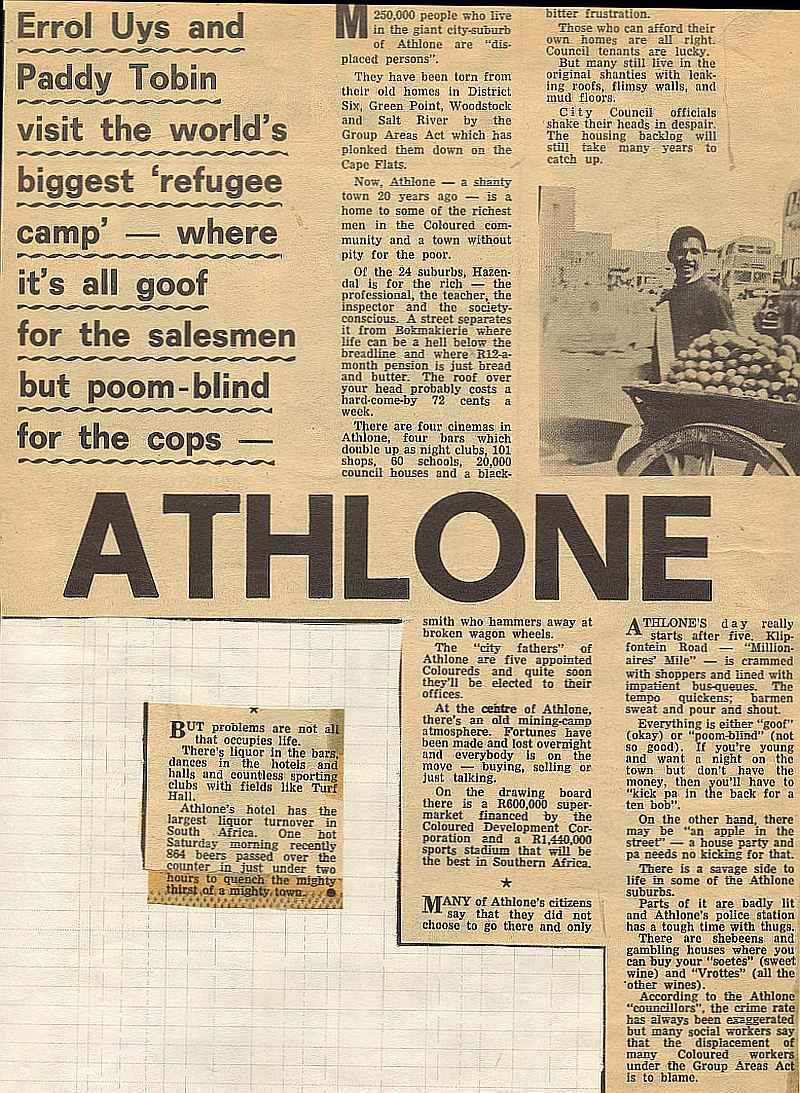 Errol Uys and
Paddy Tobin
visit the world's
biggest 'refugee
camp' — where
it's all goof
for the salesmen
but poom-blind
for the cops —
ATHLONE
M 250,000 people who live
in the giant city-suburb
of Athlone are "dis-
placed persons".
They have been torn from
their old homes in District
Six, Green Point, Woodstock
and Salt River by the
Group Areas Act which has
plonked them down on the
Cape Flats.
Now, Athlone — a shanty
town 20 years ago — is a
home to some of the richest
men in the Coloured com-
munity and a town without
pity for the poor.
Of the 24 suburbs, Hazen-
dal is for the rich — the
professional, the teacher, the
inspector and the society-
conscious. A street separates
it from Bokmakierie where
life can be a hell below the
breadline and where R12-a-
month pension is just bread
and butter. The roof over
your head probably costs a
hard-come-by 72 cents a
week.
There are four cinemas in
Athlone, four bars which
double up as night clubs, 101
shops, 60 schools, 20,000
council houses and a black-
smith who hammers away at
broken wagon wheels.
The "city fathers" of
Athlone are five appointed
Coloureds and quite soon
they'll be elected to their
offices.
At the centre of Athlone,
there's an old mining-camp
atmosphere. Fortunes have
been made and lost overnight
and everybody is on the
move — buying, selling or
just talking.
On the drawing board
there is a R600,000 super-
market financed by the
Coloured Development Cor-
poration and a R1,440,000
sports stadium that will be
the best in Southern Africa.
★
MANY of Athlone's citizens
say that they did not
choose to go there and only
bitter frustration.
Those who can afford their
own homes are all right.
Council tenants are lucky.
But many still live in the
original shanties with leak-
ing roofs, flimsy walls, and
mud floors.
City Council officials
shake their heads in despair.
The housing backlog will
still take many years to
catch up.
ATHLONE'S day really
starts after five. Klip-
fontein Road — "Million-
aires' Mile" — is crammed
with shoppers and lined with
impatient bus-queues. The
tempo quickens; barmen
sweat and pour and shout.
Everything is either "goof"
(okay) or "poom-blind" (not
so good). If you're young
and want a night on the
town but don't have the
money, then you'll have to
"kick pa in the back for a
ten bob".
On the other hand, there
may be "an apple in the
street" — a house party and
pa needs no kicking for that.
There is a savage side to
life in some of the Athlone
suburbs.
Parts of it are badly lit
and Athlone's police station
has a tough time with thugs.
There are shebeens and
gambling houses where you
can buy your "soetes" (sweet
wine) and "Vrottes" (all the
other wines).
According to the Athlone
"councillors", the crime rate
has always been exaggerated
but many social workers say
that the displacement of
many Coloured workers
under the Group Areas Act
is to blame.
★
BUT problems are not all
that occupies life.
There's liquor in the bars,
dances in the hotels and
halls and countless sporting
clubs with fields like Turf
Hall.
Athlone's hotel has the
largest liquor turnover in
South Africa. One hot
Saturday morning recently
864 beers passed over the
counter in just under two
hours to quench the mighty
thirst of a mighty town. ●